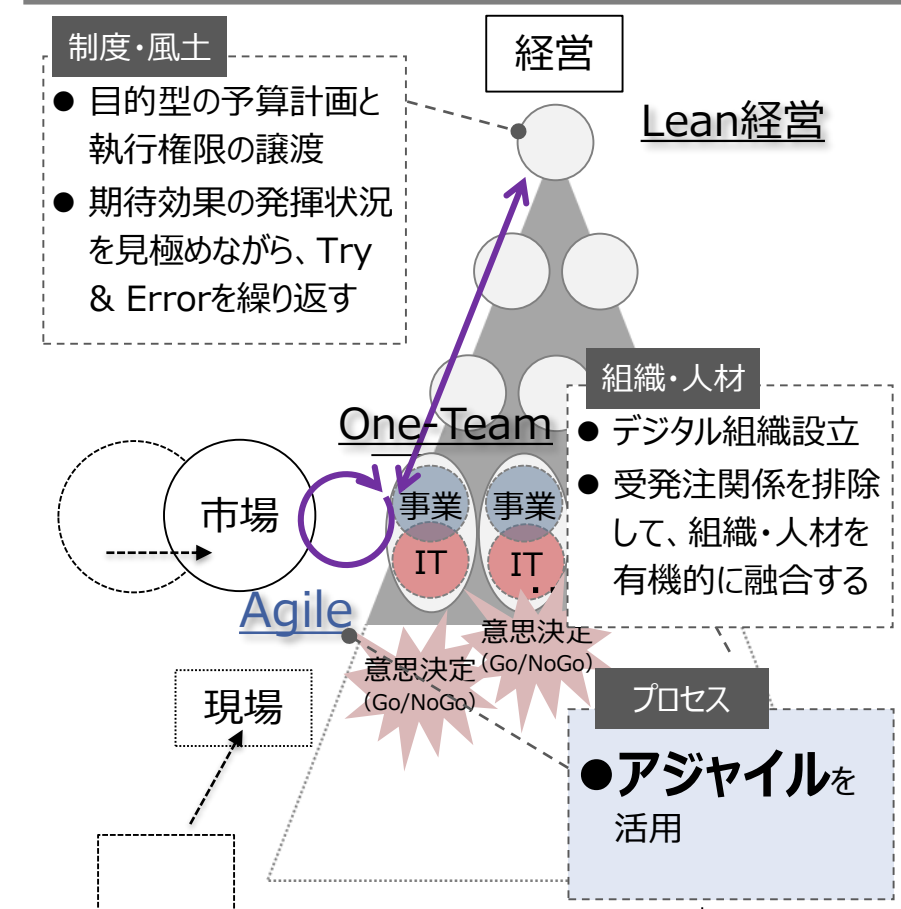 制度・風土
● 目的型の予算計画と
執行権限の譲渡
● 期待効果の発揮状況
を見極めながら、Try
& Errorを繰り返す
経営
Lean経営
組織・人材
● デジタル組織設立
● 受発注関係を排除
して、組織・人材を
有機的に融合する
One-Team
市場
事業
IT
事業
IT
Agile
意思決定
(Go/NoGo)
意思決定
(Go/NoGo)
現場
プロセス
●アジャイルを
活用